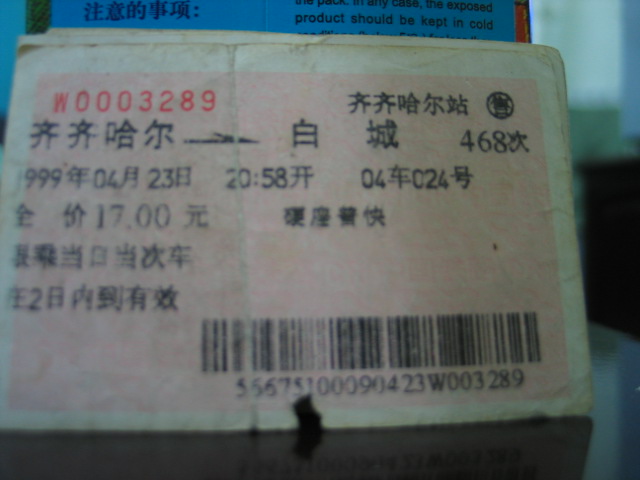 注意的事项:
the pack. In any case, the exposed
product should be kept in cold
W0003289
齐齐哈尔站 售
齐齐哈尔 白城 468次
1999年04月23日 20:58开 04车024号
全 价17.00元 硬座普快
限乘当日当次车
在2日内到有效
56675100090423W003289